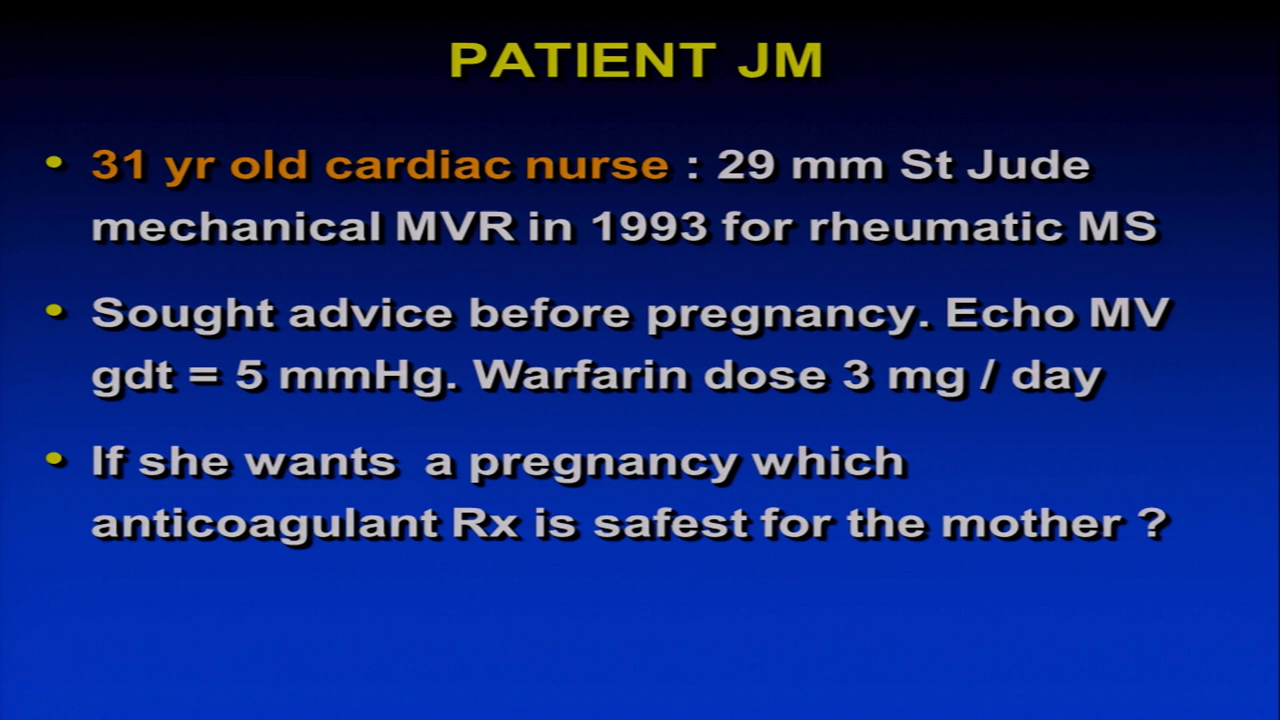 PATIENT JM
• 31 yr old cardiac nurse : 29 mm St Jude
mechanical MVR in 1993 for rheumatic MS
• Sought advice before pregnancy. Echo MV
gdt = 5 mmHg. Warfarin dose 3 mg / day
• If she wants a pregnancy which
anticoagulant Rx is safest for the mother ?